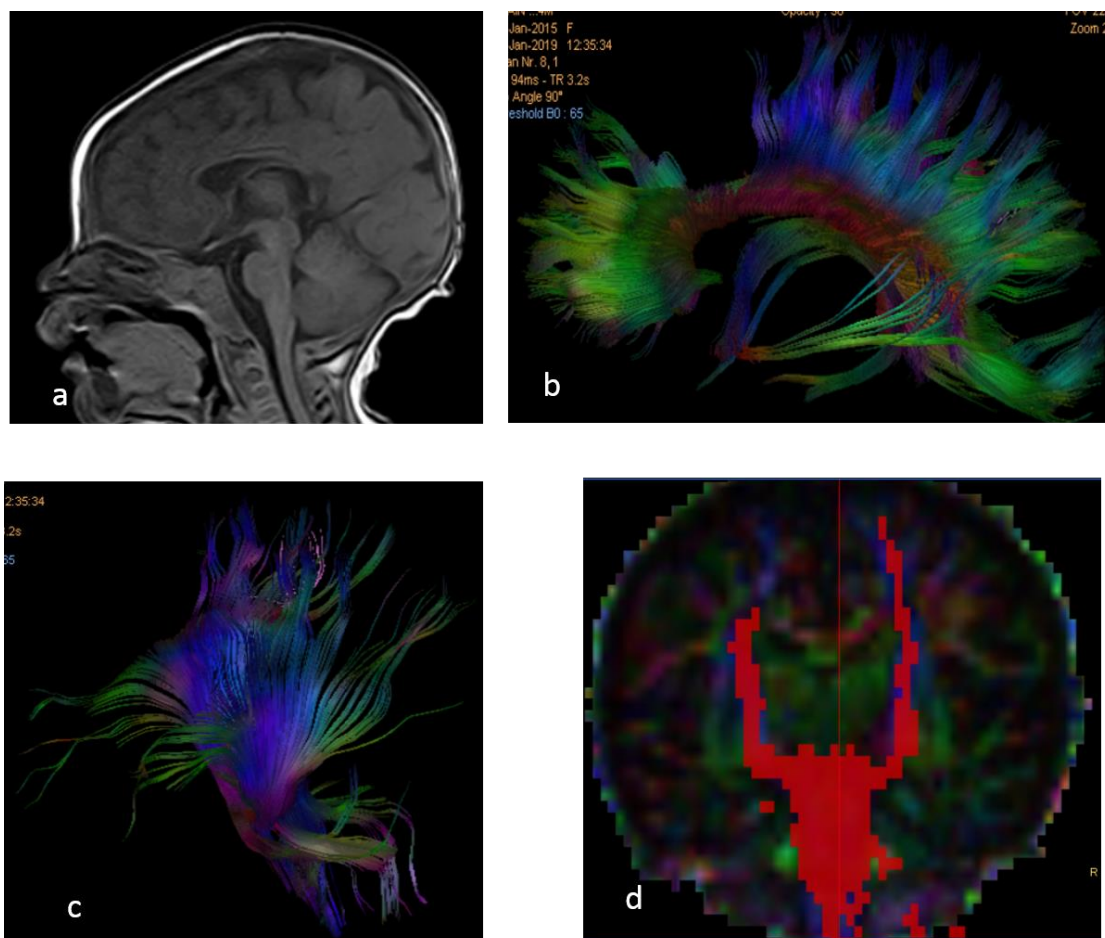 a
Jan-2015 F
Jan-2019 12:35:34
an Nr. 8,1
94ms - TR 3.2s
Angle 90°
eshold B0 : 65
Zoom 2
b
2:35:34
.2s
65
c
R
d